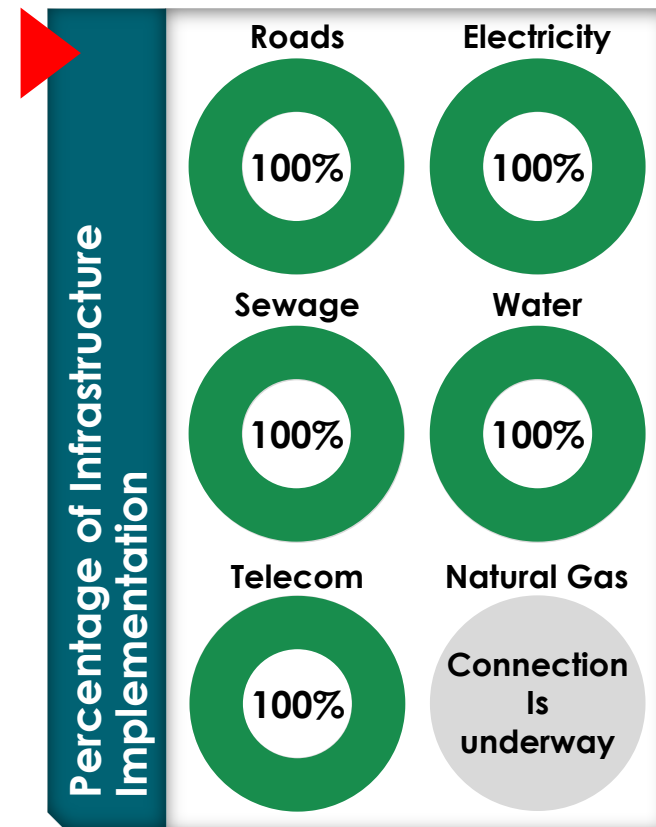 Percentage of Infrastructure
Implementation
Roads
100%
Electricity
100%
Sewage
100%
Water
100%
Telecom
100%
Natural Gas
Connection
Is
underway